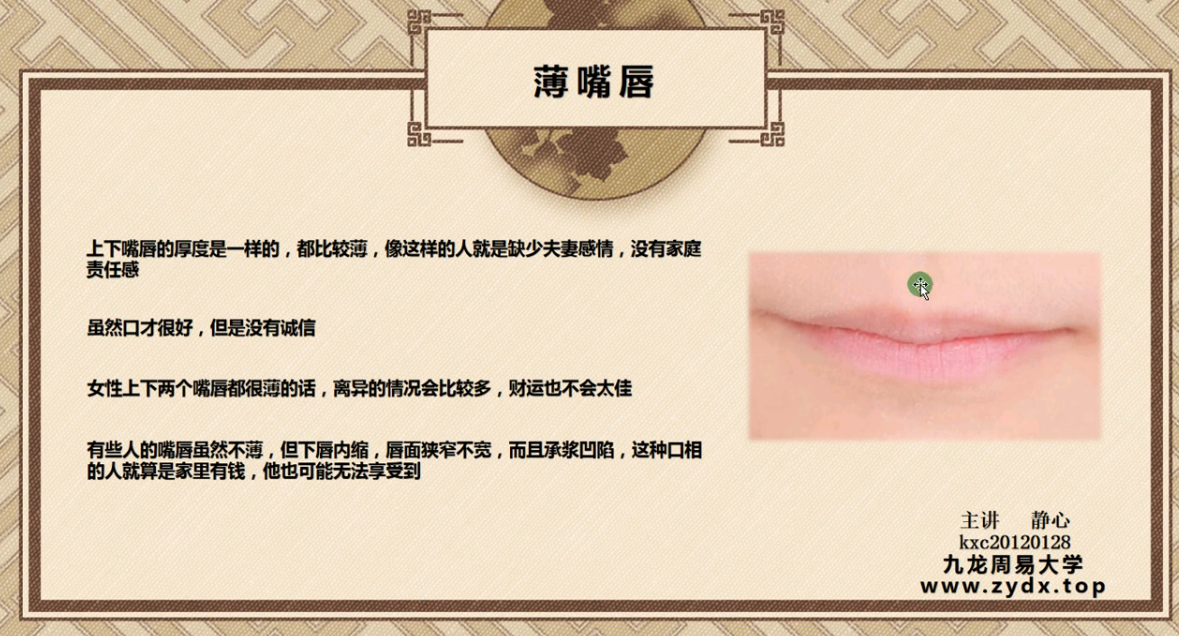 薄嘴唇
上下嘴唇的厚度是一样的，都比较薄，像这样的人就是缺少夫妻感情，没有家庭
责任感
虽然口才很好，但是没有诚信
女性上下两个嘴唇都很薄的话，离异的情况会比较多，财运也不会太佳
有些人的嘴唇虽然不薄，但下唇内缩，唇面狭窄不宽，而且承浆凹陷，这种口相
的人就算是家里有钱，他也可能无法享受到
主讲 静心
kxc20120128
九龙周易大学
www.zydx.top